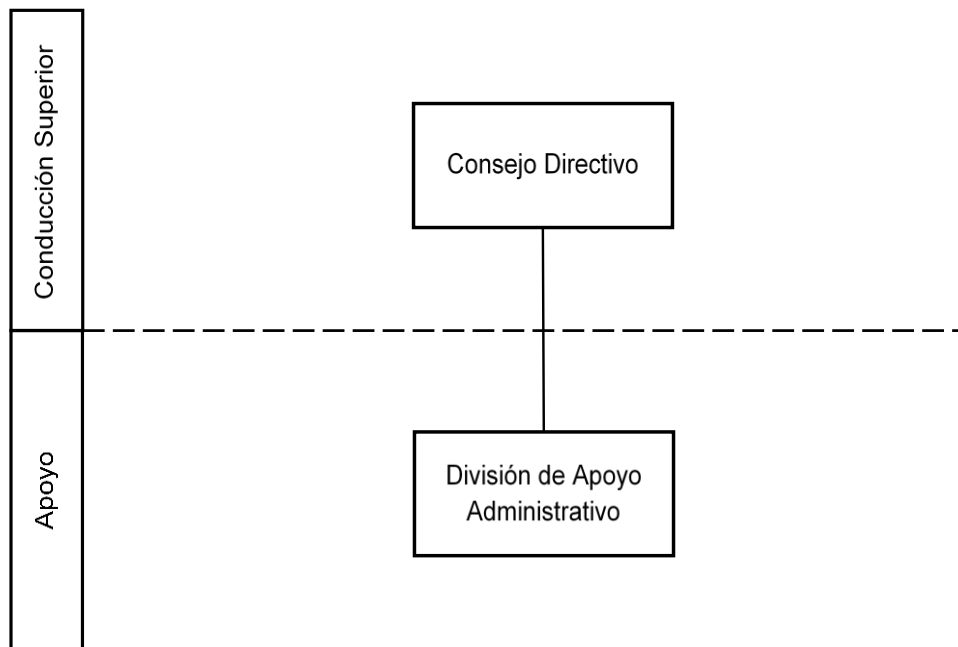 Conducción Superior
Consejo Directivo
Apoyo
División de Apoyo
Administrativo